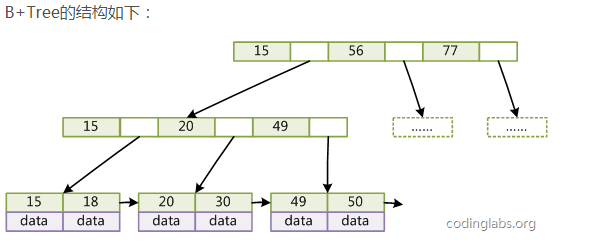 B+Tree的结构如下：
15 56 77
15 20 49 …… ……
15 18 20 30 49 50
data data data data data data
codinglabs.org